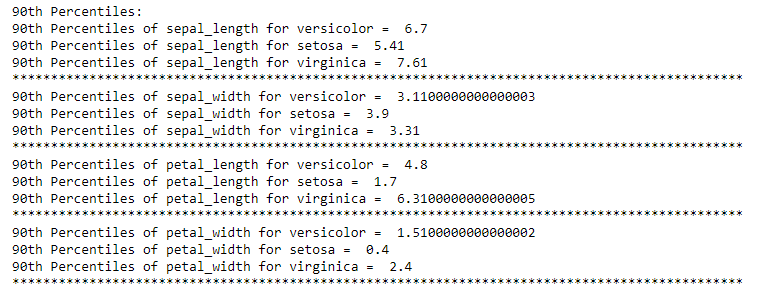 90th Percentiles:
90th Percentiles of sepal_length for versicolor =  6.7
90th Percentiles of sepal_length for setosa =  5.41
90th Percentiles of sepal_length for virginica =  7.61
***********************************************************************************************
90th Percentiles of sepal_width for versicolor =  3.1100000000000003
90th Percentiles of sepal_width for setosa =  3.9
90th Percentiles of sepal_width for virginica =  3.31
***********************************************************************************************
90th Percentiles of petal_length for versicolor =  4.8
90th Percentiles of petal_length for setosa =  1.7
90th Percentiles of petal_length for virginica =  6.3100000000000005
***********************************************************************************************
90th Percentiles of petal_width for versicolor =  1.5100000000000002
90th Percentiles of petal_width for setosa =  0.4
90th Percentiles of petal_width for virginica =  2.4
***********************************************************************************************